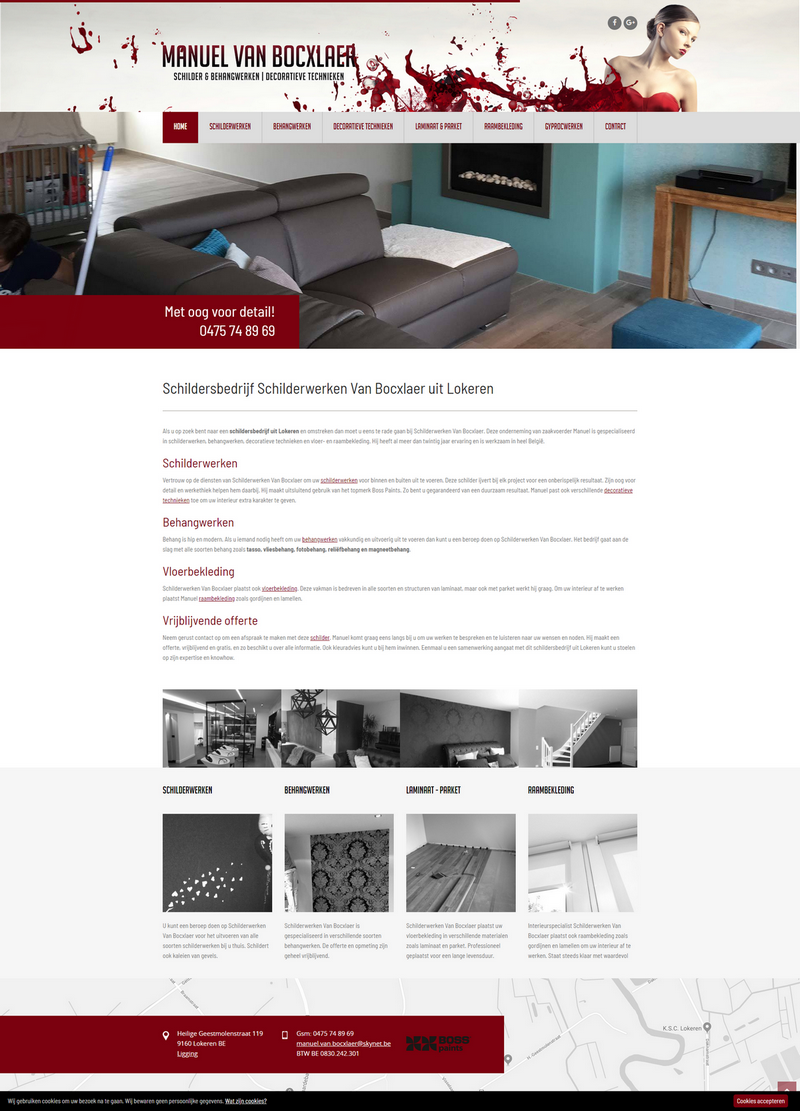 MANUEL VAN BOCXLAER
SCHILDER & BEHANGWERKEN | DECORATIEVE TECHNIEKEN
HOME
SCHILDERWERKEN
BEHANGWERKEN
DECORATIEVE TECHNIEKEN
LAMINAAT & PARKET
RAAMBEKLEDING
GYPROCWERKEN
CONTACT
Met oog voor detail!
0475 74 89 69
Schildersbedrijf Schilderwerken Van Bocxlaer uit Lokeren
Als u op zoek bent naar een schildersbedrijf uit Lokeren en omstreken dan moet u eens te rade gaan bij Schilderwerken Van Bocxlaer. Deze onderneming van zaakvoerder Manuel is gespecialiseerd
in schilderwerken, behangwerken, decoratieve technieken en vloer- en raambekleding. Hij heeft al meer dan twintig jaar ervaring en is werkzaam in heel België.
Schilderwerken
Vertrouw op de diensten van Schilderwerken Van Bocxlaer om uw schilderwerken voor binnen en buiten uit te voeren. Deze schilder ijvert bij elk project voor een onberispelijk resultaat. Zijn oog voor
detail en werkethiek helpen hem daarbij. Hij maakt uitsluitend gebruik van het topmerk Boss Paints. Zo bent u gegarandeerd van een duurzaam resultaat. Manuel past ook verschillende decoratieve
technieken toe om uw interieur extra karakter te geven.
Behangwerken
Behang is hip en modern. Als u iemand nodig heeft om uw behangwerken vakkundig en uitvoerig uit te voeren dan kunt u een beroep doen op Schilderwerken Van Bocxlaer. Het bedrijf gaat aan de
slag met alle soorten behang zoals tasso, vliesbehang, fotobehang, reliëfbehang en magneetbehang.
Vloerbekleding
Schilderwerken Van Bocxlaer plaatst ook vloerbekleding. Deze vakman is bedreven in alle soorten en structuren van laminaat, maar ook met parket werkt hij graag. Om uw interieur af te werken
plaatst Manuel raambekleding zoals gordijnen en lamellen.
Vrijblijvende offerte
Neem gerust contact op om een afspraak te maken met deze schilder. Manuel komt graag eens langs bij u om uw werken te bespreken en te luisteren naar uw wensen en noden. Hij maakt een
offerte, vrijblijvend en gratis, en zo beschikt u over alle informatie. Ook kleuradvies kunt u bij hem inwinnen. Eenmaal u een samenwerking aangaat met dit schildersbedrijf uit Lokeren kunt u stoelen
op zijn expertise en knowhow.
SCHILDERWERKEN
BEHANGWERKEN
LAMINAAT - PARKET
RAAMBEKLEDING
U kunt een beroep doen op Schilderwerken
Van Bocxlaer voor het uitvoeren van alle
soorten schilderwerken bij u thuis. Schildert
ook kaleien van gevels.
Schilderwerken Van Bocxlaer is
gespecialiseerd in verschillende soorten
behangwerken. De offerte en opmeting zijn
geheel vrijblijvend.
Schilderwerken Van Bocxlaer plaatst uw
vloerbekleding in verschillende materialen
zoals laminaat en parket. Professioneel
geplaatst voor een lange levensduur.
Interieurspecialist Schilderwerken Van
Bocxlaer plaatst ook raambekleding zoals
gordijnen en lamellen om uw interieur af te
werken. Staat steeds klaar met waardevol
K.S.C. Lokeren
Heilige Geestmolenstraat 119
9160 Lokeren BE
Ligging
Gsm: 0475 74 89 69
manuel.van.bocxlaer@skynet.be
BTW BE 0830.242.301
BOSS
paints
Wij gebruiken cookies om uw bezoek na te gaan. Wij bewaren geen persoonlijke gegevens. Wat zijn cookies?
Cookies accepteren